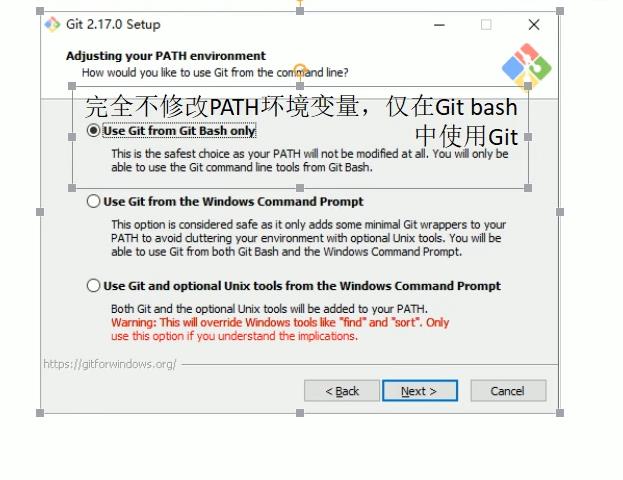 Git 2.17.0 Setup
Adjusting your PATH environment
How would you like to use Git from the command line?
完全不修改PATH环境变量，仅在Git bash
中使用Git
Use Git from Git Bash only
This is the safest choice as your PATH will not be modified at all. You will only be
able to use the Git command line tools from Git Bash.
Use Git from the Windows Command Prompt
This option is considered safe as it only adds some minimal Git wrappers to your
PATH to avoid cluttering your environment with optional Unix tools. You will be
able to use Git from both Git Bash and the Windows Command Prompt.
Use Git and optional Unix tools from the Windows Command Prompt
Both Git and the optional Unix tools will be added to your PATH.
Warning: This will override Windows tools like "find" and "sort". Only
use this option if you understand the implications.
https://gitforwindows.org/
< Back
Next >
Cancel